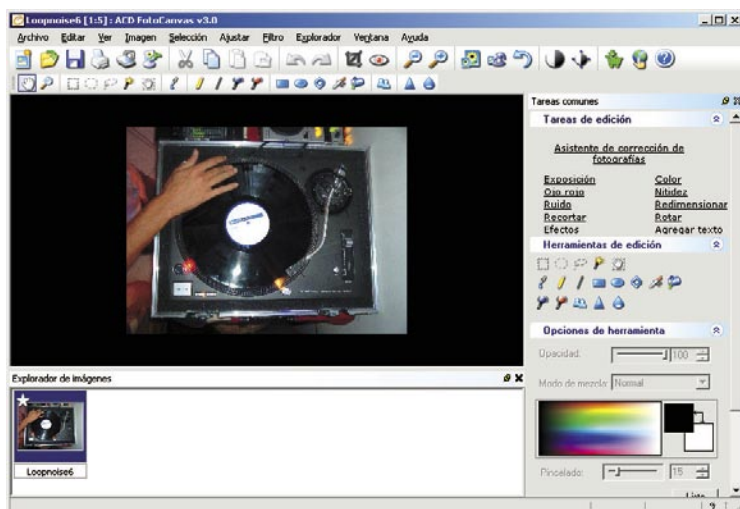 Loopnoise6 [1:5] : ACD FotoCanvas v3.0
Archivo Editar Ver Imagen Selección Ajustar Filtro Explorador Ventana Ayuda
Tareas comunes
Tareas de edición
Asistente de corrección de
fotografías
Exposición Color
Ojo rojo Nitidez
Ruido Redimensionar
Recortar Rotar
Efectos Agregar texto
Herramientas de edición
Opciones de herramienta
Opacidad: 100
Modo de mezcla: Normal
Pincelado: 15
Lista
Explorador de imágenes
Loopnoise6